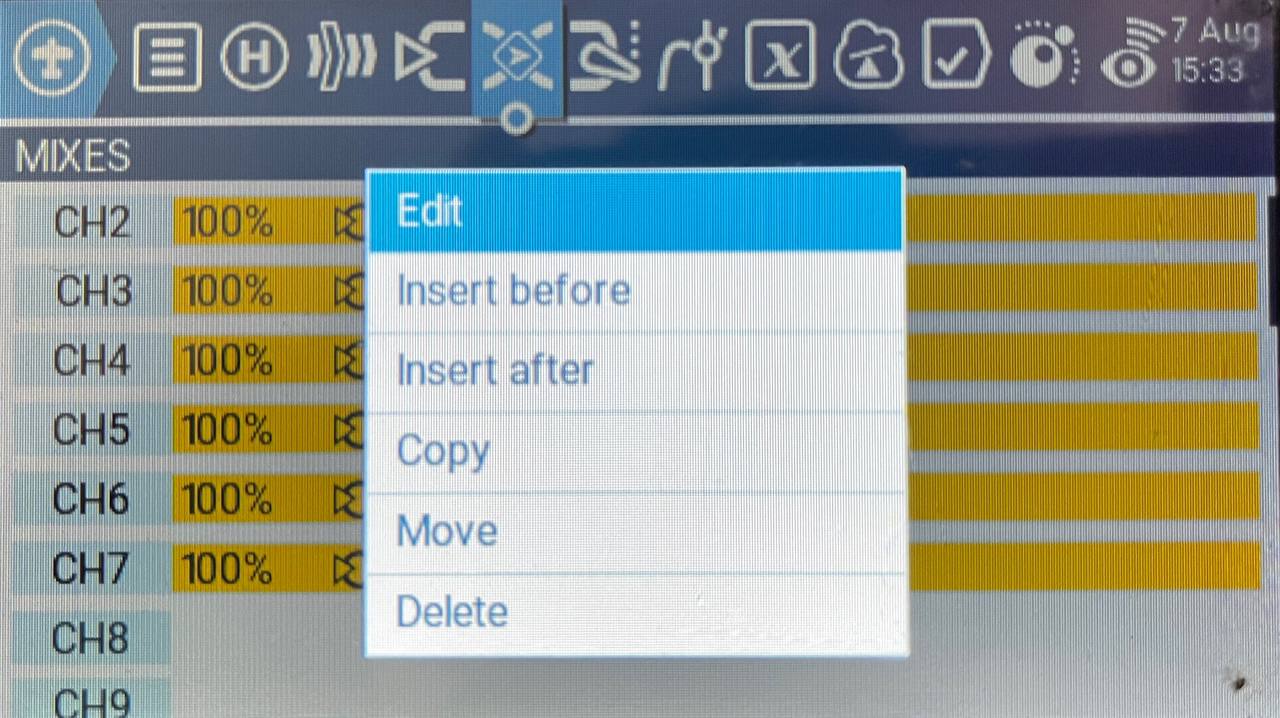 H
x
7 Aug
15:33
MIXES
CH2 100%
Edit
Insert before
CH3 100%
Insert after
CH4 100%
Copy
CH5 100%
Move
CH6 100%
Delete
CH7 100%
CH8
CH9